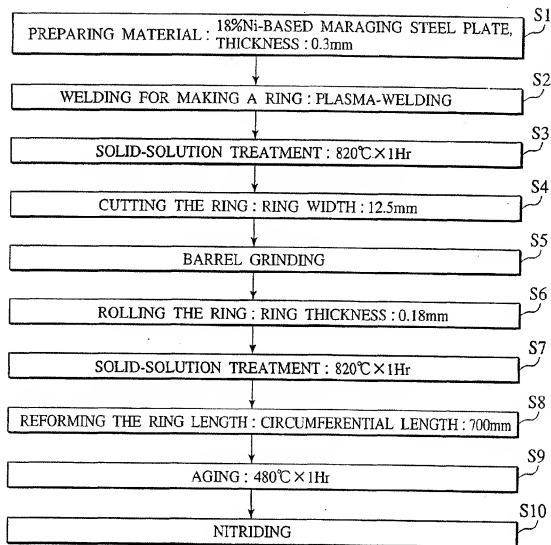 S1
PREPARING MATERIAL : 18%Ni-BASED MARAGING STEEL PLATE,
THICKNESS : 0.3mm
S2
WELDING FOR MAKING A RING : PLASMA-WELDING
S3
SOLID-SOLUTION TREATMENT : 820℃×1Hr
S4
CUTTING THE RING : RING WIDTH : 12.5mm
S5
BARREL GRINDING
S6
ROLLING THE RING : RING THICKNESS : 0.18mm
S7
SOLID-SOLUTION TREATMENT : 820℃×1Hr
S8
REFORMING THE RING LENGTH : CIRCUMFERENTIAL LENGTH : 700mm
S9
AGING : 480℃×1Hr
S10
NITRIDING